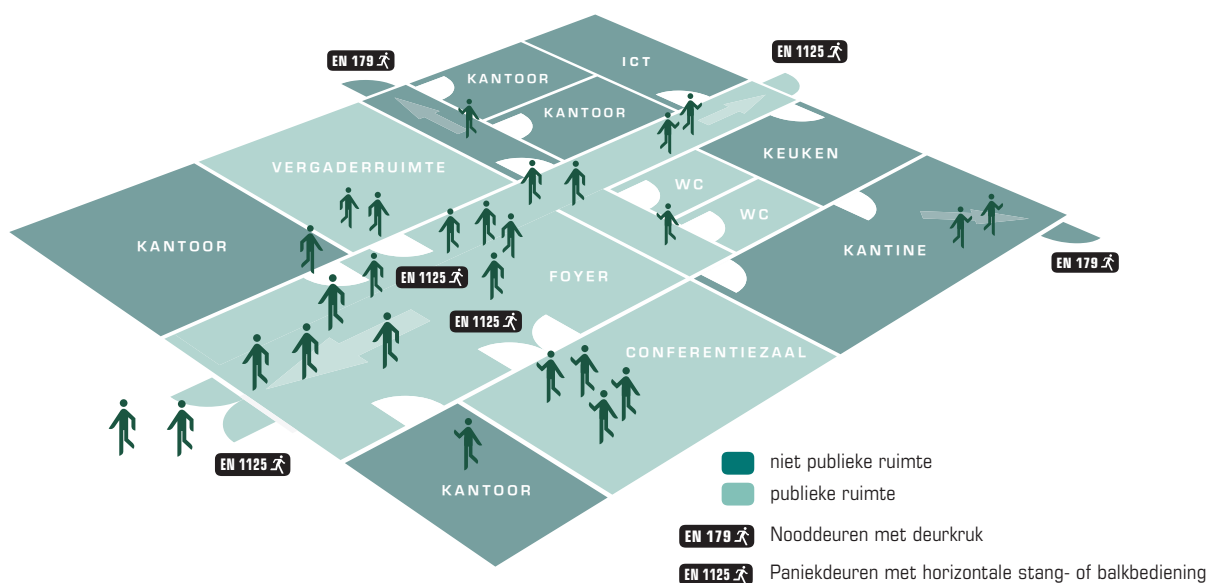 EN 1125
EN 179
ICT
KANTOOR
KANTOOR
KEUKEN
VERGADERRUIMTE
WC
WC
KANTOOR
KANTINE
EN 179
EN 1125
FOYER
EN 1125
CONFERENTIEZAAL
EN 1125
KANTOOR
niet publieke ruimte
publieke ruimte
EN 179 Nooddeuren met deurkruk
EN 1125 Paniekdeuren met horizontale stang- of balkbediening